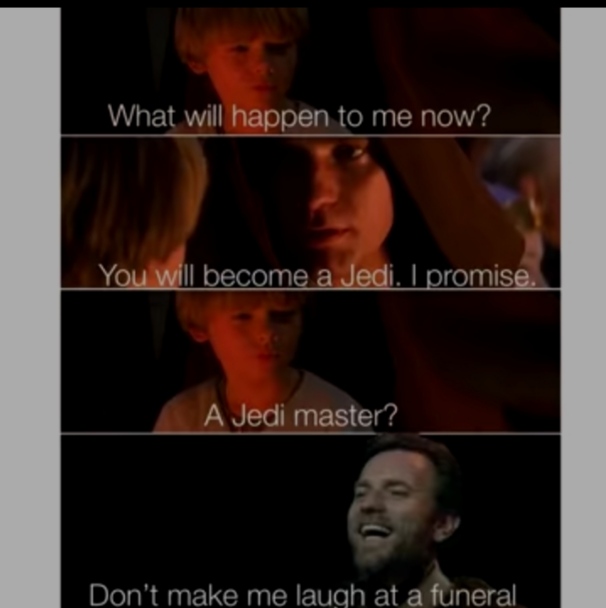 What will happen to me now?
You will become a Jedi. I promise.
A Jedi master?
Don't make me laugh at a funeral